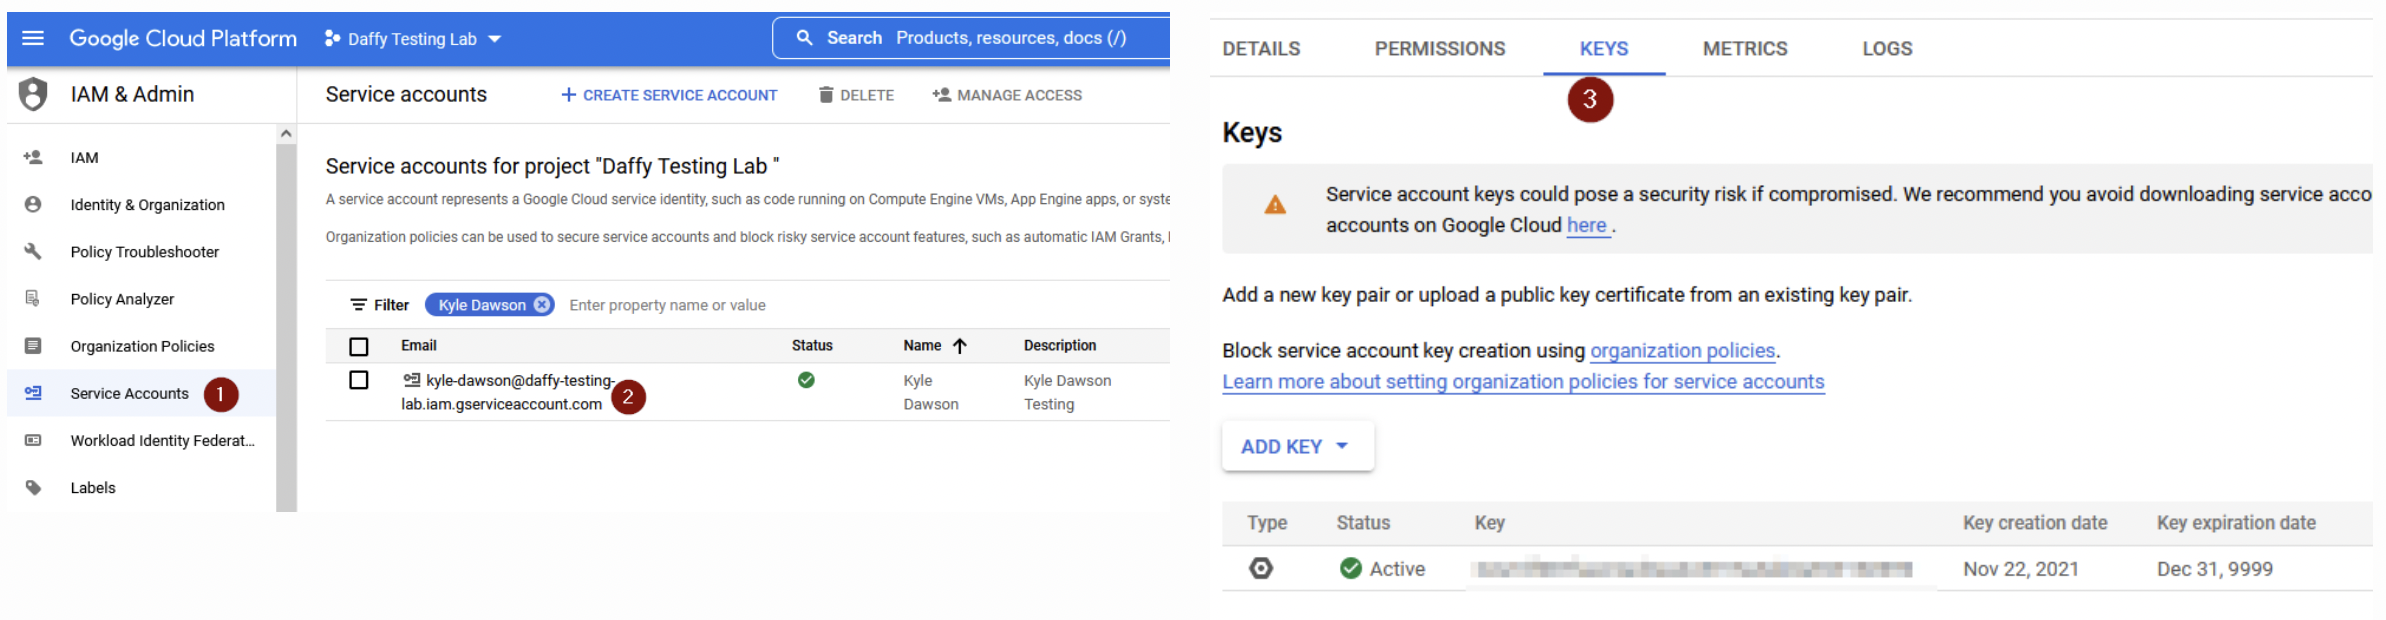 Google Cloud Platform
Daffy Testing Lab
Search Products, resources, docs (/)
IAM & Admin
Service accounts
+ CREATE SERVICE ACCOUNT
DELETE
MANAGE ACCESS
IAM
Identity & Organization
Policy Troubleshooter
Policy Analyzer
Organization Policies
Service Accounts
1
Workload Identity Federat...
Labels
Service accounts for project "Daffy Testing Lab "
A service account represents a Google Cloud service identity, such as code running on Compute Engine VMs, App Engine apps, or syste
Organization policies can be used to secure service accounts and block risky service account features, such as automatic IAM Grants,
Filter
Kyle Dawson
Enter property name or value
Email Status Name Description
kyle-dawson@daffy-testing- Kyle Kyle Dawson
lab.iam.gserviceaccount.com 2 Dawson Testing
DETAILS PERMISSIONS KEYS METRICS LOGS
3
Keys
Service account keys could pose a security risk if compromised. We recommend you avoid downloading service acco
accounts on Google Cloud here .
Add a new key pair or upload a public key certificate from an existing key pair.
Block service account key creation using organization policies.
Learn more about setting organization policies for service accounts
ADD KEY
Type Status Key Key creation date Key expiration date
Active Nov 22, 2021 Dec 31, 9999